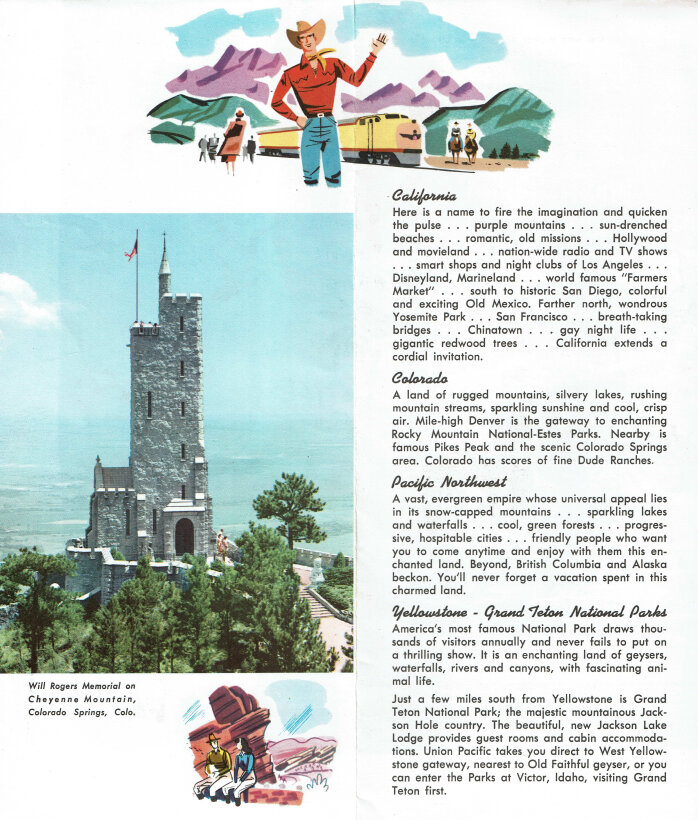 California
Here is a name to fire the imagination and quicken
the pulse . . . purple mountains . . . sun-drenched
beaches . . . romantic, old missions . . . Hollywood
and movieland . . . nation-wide radio and TV shows
. . . smart shops and night clubs of Los Angeles . . .
Disneyland, Marineland . . . world famous "Farmers
Market" . . . south to historic San Diego, colorful
and exciting Old Mexico. Farther north, wondrous
Yosemite Park . . . San Francisco . . . breath-taking
bridges . . . Chinatown . . . gay night life . . .
gigantic redwood trees . . . California extends a
cordial invitation.
Colorado
A land of rugged mountains, silvery lakes, rushing
mountain streams, sparkling sunshine and cool, crisp
air. Mile-high Denver is the gateway to enchanting
Rocky Mountain National-Estes Parks. Nearby is
famous Pikes Peak and the scenic Colorado Springs
area. Colorado has scores of fine Dude Ranches.
Pacific Northwest
A vast, evergreen empire whose universal appeal lies
in its snow-capped mountains . . . sparkling lakes
and waterfalls . . . cool, green forests . . . progres-
sive, hospitable cities . . . friendly people who want
you to come anytime and enjoy with them this en-
chanted land. Beyond, British Columbia and Alaska
beckon. You'll never forget a vacation spent in this
charmed land.
Yellowstone - Grand Teton National Parks
America's most famous National Park draws thou-
sands of visitors annually and never fails to put on
a thrilling show. It is an enchanting land of geysers,
waterfalls, rivers and canyons, with fascinating ani-
mal life.
Just a few miles south from Yellowstone is Grand
Teton National Park; the majestic mountainous Jack-
son Hole country. The beautiful, new Jackson Lake
Lodge provides guest rooms and cabin accommoda-
tions. Union Pacific takes you direct to West Yellow-
stone gateway, nearest to Old Faithful geyser, or you
can enter the Parks at Victor, Idaho, visiting Grand
Teton first.
Will Rogers Memorial on
Cheyenne Mountain,
Colorado Springs, Colo.